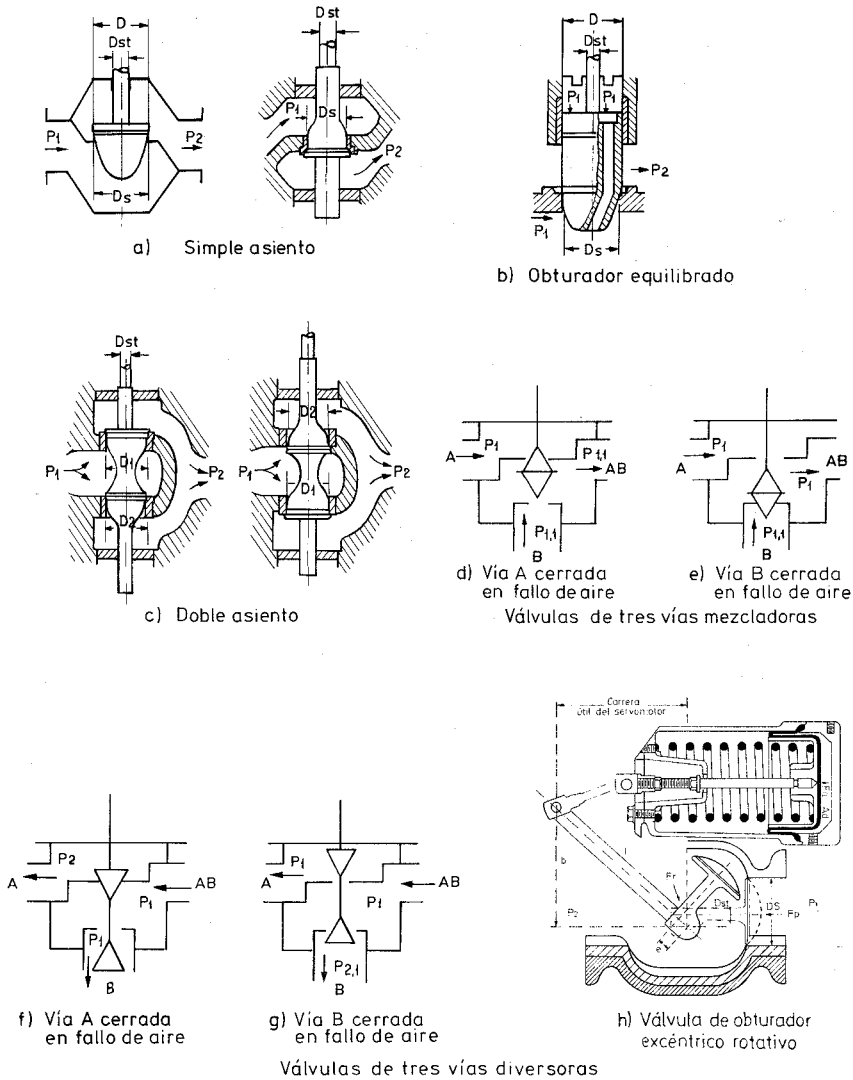 D
Dst
P1
P2
Ds
Dst
P1
Ds
P2
a) Simple asiento
D
Dst
P1 P1
P2
P1
Ds
b) Obturador equilibrado
Dst
P1
D1
P2
D2
D2
P1
D1
P2
c) Doble asiento
P1
A
P1,1
AB
P1,1
B
d) Vía A cerrada
en fallo de aire
A
P1
AB
P1
P1,1
B
e) Vía B cerrada
en fallo de aire
Válvulas de tres vías mezcladoras
P2
A
AB
P1
P1
B
f) Vía A cerrada
en fallo de aire
P1
A
AB
P1
P2,1
B
g) Vía B cerrada
en fallo de aire
Válvulas de tres vías diversoras
Carrera
útil del servomotor
Ad
b
Fr
Dst
DS
P2
Fp
P1
e
h) Válvula de obturador
excéntrico rotativo